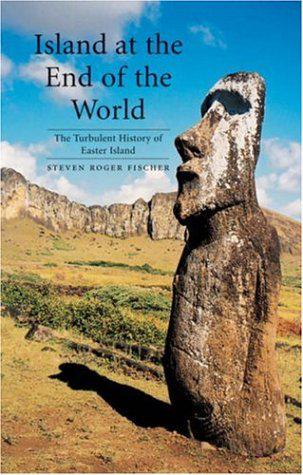 Island at the
End of the
World
The Turbulent History of
Easter Island
STEVEN ROGER FISCHER